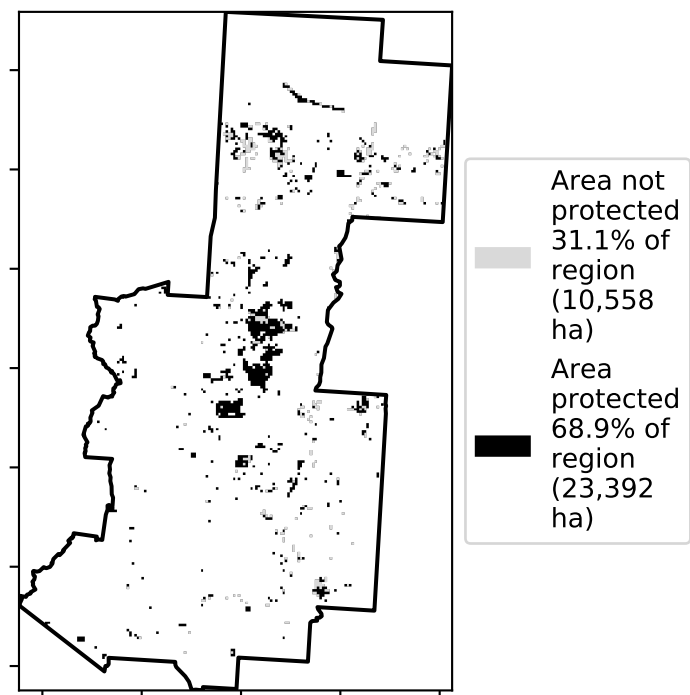 Area not
protected
31.1% of
region
(10,558
ha)
Area
protected
68.9% of
region
(23,392
ha)